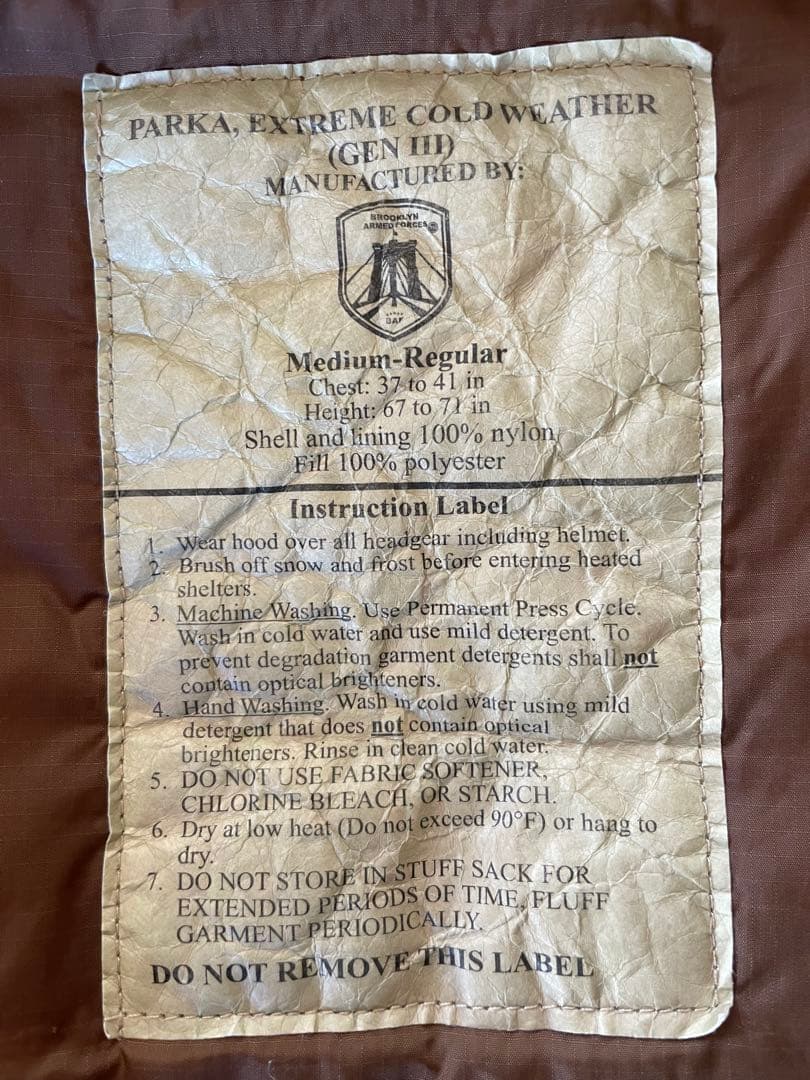 PARKA, EXTREME COLD WEATHER
(GEN III)
MANUFACTURED BY:
BROOKLYN
ARMED FORCES
BAF
Medium-Regular
Chest: 37 to 41 in
Height: 67 to 71 in
Shell and lining 100% nylon
Fill 100% polyester
Instruction Label
1. Wear hood over all headgear including helmet.
2. Brush off snow and frost before entering heated
shelters.
3. Machine Washing. Use Permanent Press Cycle.
Wash in cold water and use mild detergent. To
prevent degradation garment detergents shall not
contain optical brighteners.
4. Hand Washing. Wash in cold water using mild
detergent that does not contain optical
brighteners. Rinse in clean cold water.
5. DO NOT USE FABRIC SOFTENER,
CHLORINE BLEACH, OR STARCH.
6. Dry at low heat (Do not exceed 90°F) or hang to
dry.
7. DO NOT STORE IN STUFF SACK FOR
EXTENDED PERIODS OF TIME, FLUFF
GARMENT PERIODICALLY.
DO NOT REMOVE THIS LABEL